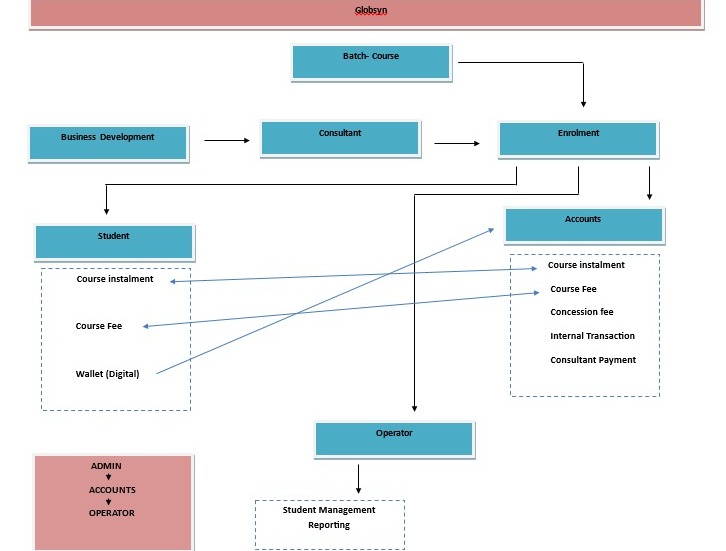 Globsyn
Batch- Course
Business Development
Consultant
Enrolment
Student
Accounts
Course instalment
Course Fee
Wallet (Digital)
Course instalment
Course Fee
Concession fee
Internal Transaction
Consultant Payment
Operator
Student Management
Reporting
ADMIN
ACCOUNTS
OPERATOR